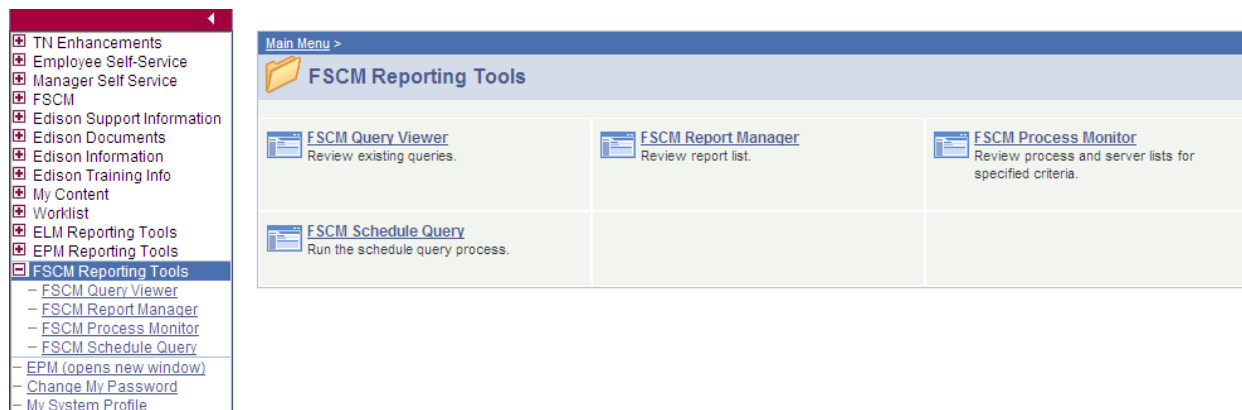 TN Enhancements
Employee Self-Service
Manager Self Service
FSCM
Edison Support Information
Edison Documents
Edison Information
Edison Training Info
My Content
Worklist
ELM Reporting Tools
EPM Reporting Tools
FSCM Reporting Tools
– FSCM Query Viewer
– FSCM Report Manager
– FSCM Process Monitor
– FSCM Schedule Query
– EPM (opens new window)
– Change My Password
– My System Profile
Main Menu >
FSCM Reporting Tools
FSCM Query Viewer
Review existing queries.
FSCM Report Manager
Review report list.
FSCM Process Monitor
Review process and server lists for
specified criteria.
FSCM Schedule Query
Run the schedule query process.